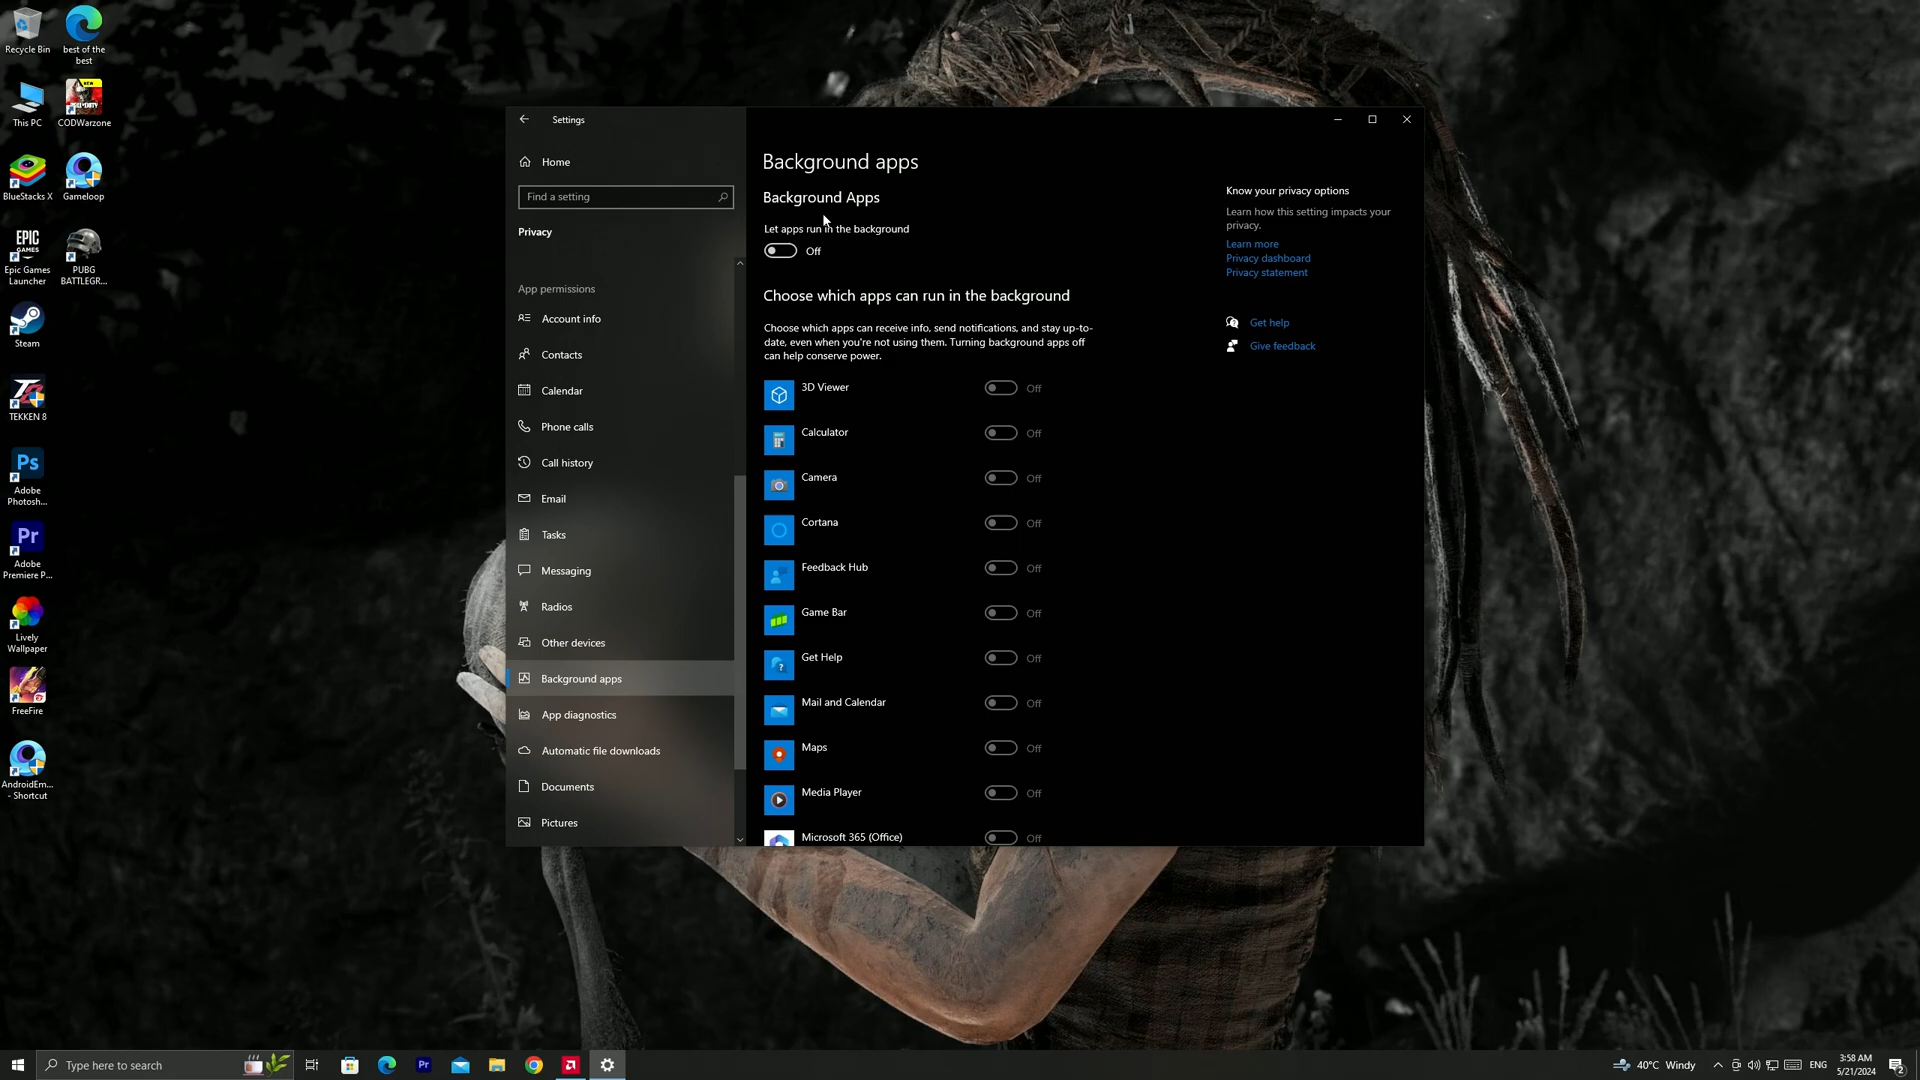 Recycle Bin
best of the
best
This PC
CODWarzone
BlueStacks X
Gameloop
Epic Games
Launcher
PUBG
BATTLEGR...
Steam
TEKKEN 8
Adobe
Photosh...
Adobe
Premiere P...
Lively
Wallpaper
FreeFire
AndroidEm...
- Shortcut
Settings
Home
Find a setting
Privacy
App permissions
Account info
Contacts
Calendar
Phone calls
Call history
Email
Tasks
Messaging
Radios
Other devices
Background apps
App diagnostics
Automatic file downloads
Documents
Pictures
Background apps
Background Apps
Let apps run in the background
Off
Choose which apps can run in the background
Choose which apps can receive info, send notifications, and stay up-to-
date, even when you're not using them. Turning background apps off
can help conserve power.
3D Viewer Off
Calculator Off
Camera Off
Cortana Off
Feedback Hub Off
Game Bar Off
Get Help Off
Mail and Calendar Off
Maps Off
Media Player Off
Microsoft 365 (Office) Off
Know your privacy options
Learn how this setting impacts your
privacy.
Learn more
Privacy dashboard
Privacy statement
Get help
Give feedback
Type here to search
Pr
40°C Windy
ENG
3:58 AM
5/21/2024
2